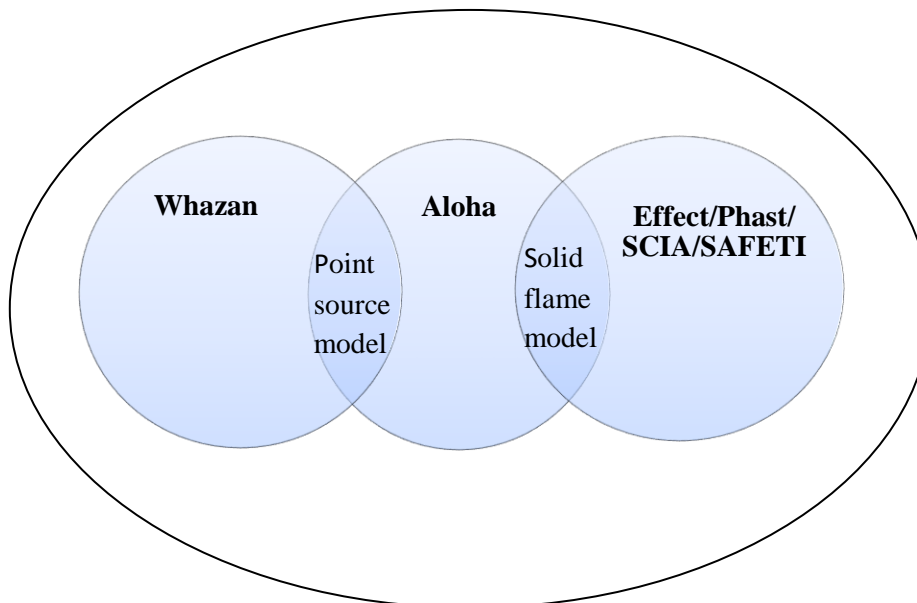 Whazan
Aloha
Effect/Phast/
SCIA/SAFETI
Point
source
model
Solid
flame
model